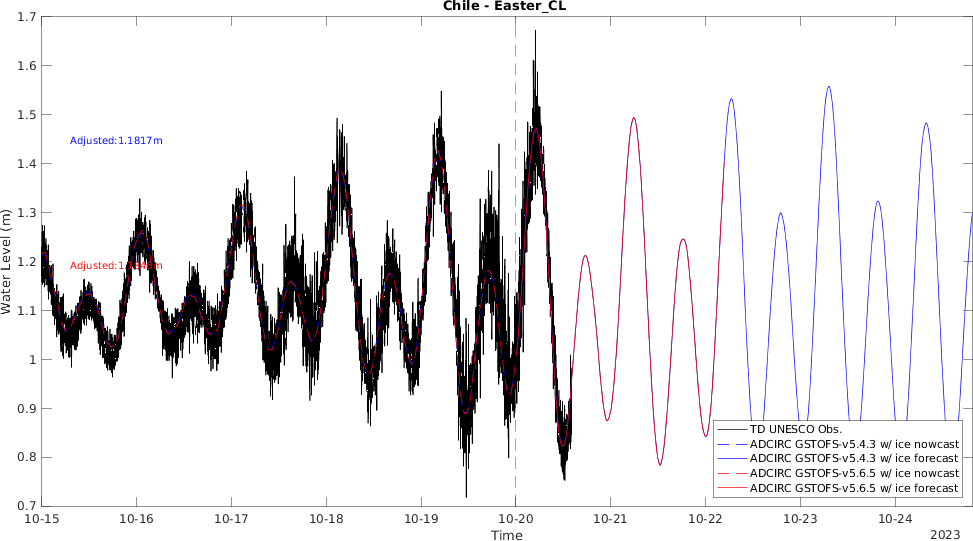 Chile - Easter_CL
1.7
1.6
1.5
1.4
1.3
1.2
1.1
1
0.9
0.8
0.7
Water Level (m)
Adjusted:1.1817m
TD UNESCO Obs.
ADCIRC GSTOFS-v5.4.3 w/ ice nowcast
ADCIRC GSTOFS-v5.4.3 w/ ice forecast
ADCIRC GSTOFS-v5.6.5 w/ ice nowcast
ADCIRC GSTOFS-v5.6.5 w/ ice forecast
10-15 10-16 10-17 10-18 10-19 10-20 10-21 10-22 10-23 10-24
Time
2023